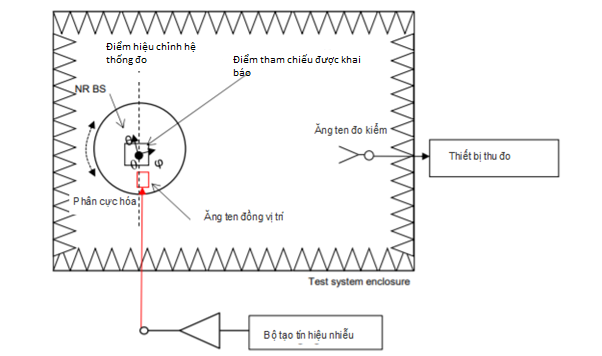 Điểm hiệu chỉnh hệ
thống đo
Điểm tham chiếu được khai
báo
NR BS
Ăng ten đo kiểm
Thiết bị thu đo
θ
φ
Phân cực hóa
Ăng ten đồng vị trí
Test system enclosure
Bộ tạo tín hiệu nhiễu